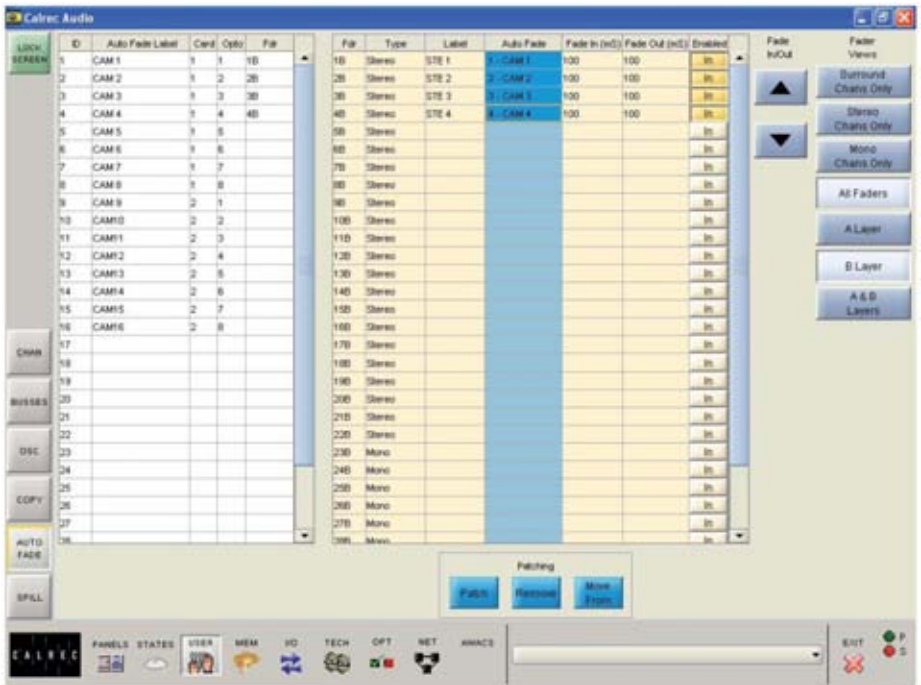 Calrec Audio
LOCK SCREEN
ID Auto Fade Label Card Opto Fdr
1 CAM 1 1 1 1B
2 CAM 2 1 2 2B
3 CAM 3 1 3 3B
4 CAM 4 1 4 4B
5 CAM 5 1 5
6 CAM 6 1 6
7 CAM 7 1 7
8 CAM 8 1 8
9 CAM 9 2 1
10 CAM10 2 2
11 CAM11 2 3
12 CAM12 2 4
13 CAM13 2 5
14 CAM14 2 6
15 CAM15 2 7
16 CAM16 2 8
17
18
19
20
21
22
23
24
25
26
27
28
Fdr Type Label Auto Fade Fade In (mS) Fade Out (mS) Enabled
1B Stereo STE 1 1 - CAM 1 100 100 In
2B Stereo STE 2 2 - CAM 2 100 100 In
3B Stereo STE 3 3 - CAM 3 100 100 In
4B Stereo STE 4 4 - CAM 4 100 100 In
5B Stereo In
6B Stereo In
7B Stereo In
8B Stereo In
9B Stereo In
10B Stereo In
11B Stereo In
12B Stereo In
13B Stereo In
14B Stereo In
15B Stereo In
16B Stereo In
17B Stereo In
18B Stereo In
19B Stereo In
20B Stereo In
21B Stereo In
22B Stereo In
23B Mono In
24B Mono In
25B Mono In
26B Mono In
27B Mono In
28B Mono In
Fade In/Out
Fader Views
Surround Chans Only
Stereo Chans Only
Mono Chans Only
All Faders
A Layer
B Layer
A & B Layers
CHAN
BUSSES
OSC
COPY
AUTO FADE
SPILL
Patching
Patch
Remove
Move From
CALREC
PANELS STATES USER MEM I/O TECH OPT NET AWACS
EXIT
P
S